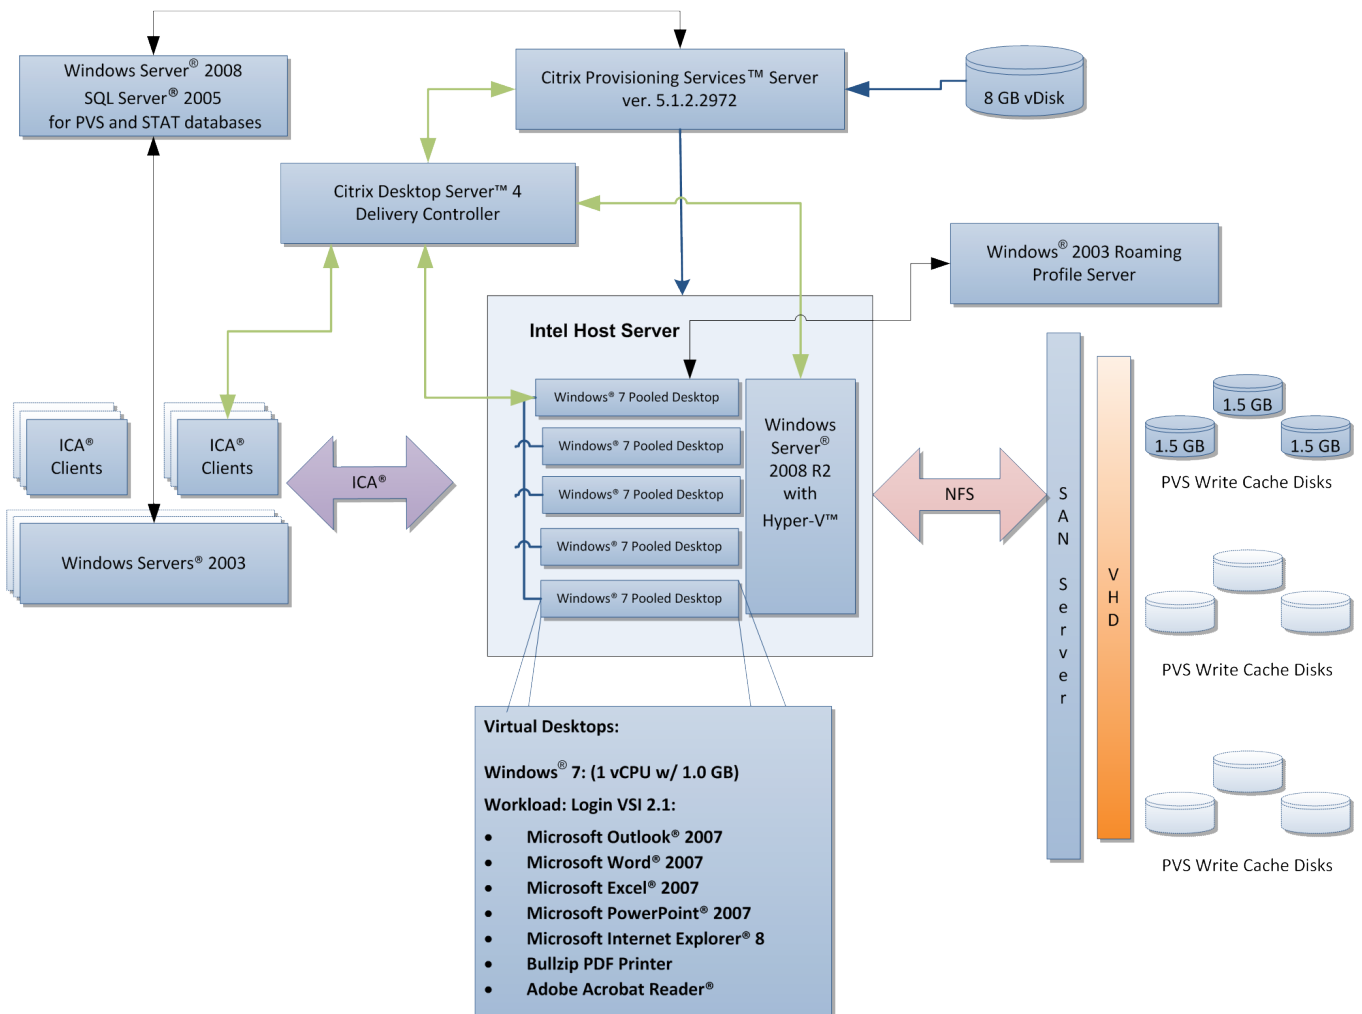 Windows Server® 2008
SQL Server® 2005
for PVS and STAT databases
Citrix Provisioning Services™ Server
ver. 5.1.2.2972
8 GB vDisk
Citrix Desktop Server™ 4
Delivery Controller
Windows® 2003 Roaming
Profile Server
Intel Host Server
Windows® 7 Pooled Desktop
Windows® 7 Pooled Desktop
Windows® 7 Pooled Desktop
Windows® 7 Pooled Desktop
Windows® 7 Pooled Desktop
Windows
Server®
2008 R2
with
Hyper-V™
ICA®
Clients
ICA®
Clients
ICA®
Windows Servers® 2003
NFS
SAN Server
VHD
1.5 GB
1.5 GB
1.5 GB
PVS Write Cache Disks
PVS Write Cache Disks
PVS Write Cache Disks
Virtual Desktops:
Windows® 7: (1 vCPU w/ 1.0 GB)
Workload: Login VSI 2.1:
• Microsoft Outlook® 2007
• Microsoft Word® 2007
• Microsoft Excel® 2007
• Microsoft PowerPoint® 2007
• Microsoft Internet Explorer® 8
• Bullzip PDF Printer
• Adobe Acrobat Reader®